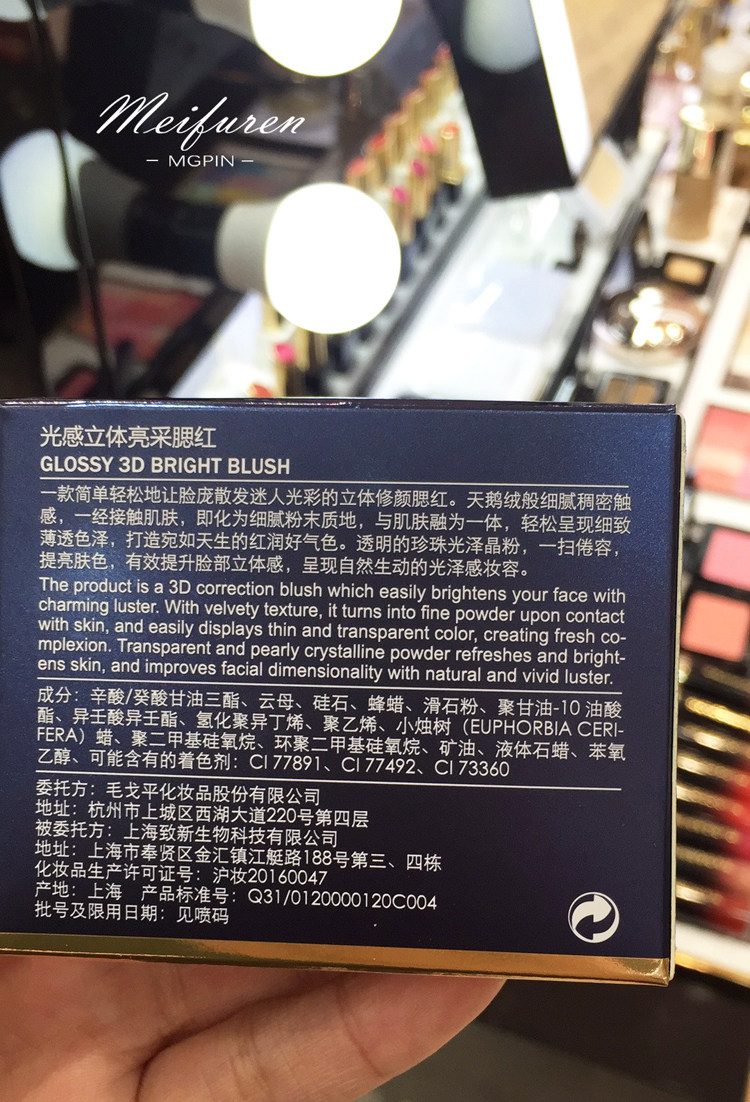 Meifuren
– MGPIN –
光感立体亮采腮红
GLOSSY 3D BRIGHT BLUSH
一款简单轻松地让脸庞散发迷人光彩的立体修颜腮红。天鹅绒般细腻稠密触
感，一经接触肌肤，即化为细腻粉末质地，与肌肤融为一体，轻松呈现细致
薄透色泽，打造宛如天生的红润好气色。透明的珍珠光泽晶粉，一扫倦容，
提亮肤色，有效提升脸部立体感，呈现自然生动的光泽感妆容。
The product is a 3D correction blush which easily brightens your face with
charming luster. With velvety texture, it turns into fine powder upon contact
with skin, and easily displays thin and transparent color, creating fresh co-
mplexion. Transparent and pearly crystalline powder refreshes and bright-
ens skin, and improves facial dimensionality with natural and vivid luster.
成分：辛酸/癸酸甘油三酯、云母、硅石、蜂蜡、滑石粉、聚甘油-10 油酸
酯、异壬酸异壬酯、氢化聚异丁烯、聚乙烯、小烛树（EUPHORBIA CERI-
FERA）蜡、聚二甲基硅氧烷、环聚二甲基硅氧烷、矿油、液体石蜡、苯氧
乙醇、可能含有的着色剂：CI 77891、CI 77492、CI 73360
委托方：毛戈平化妆品股份有限公司
地址：杭州市上城区西湖大道220号第四层
被委托方：上海致新生物科技有限公司
地址：上海市奉贤区金汇镇江艇路188号第三、四栋
化妆品生产许可证号：沪妆20160047
产地：上海 产品标准号：Q31/0120000120C004
批号及限用日期：见喷码